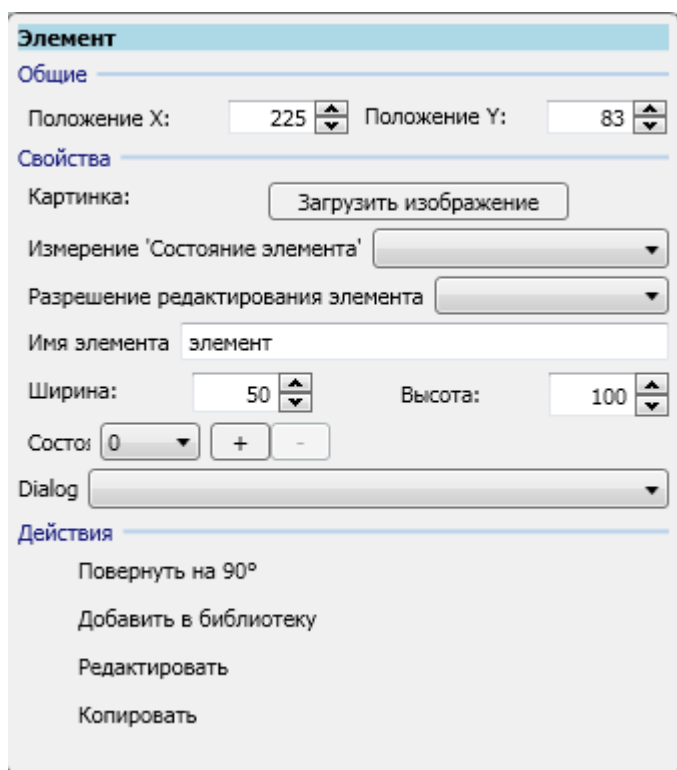 Элемент
Общие
Положение X: 225 Положение Y: 83
Свойства
Картинка: Загрузить изображение
Измерение 'Состояние элемента'
Разрешение редактирования элемента
Имя элемента элемент
Ширина: 50 Высота: 100
Состоя 0 + -
Dialog
Действия
Повернуть на 90°
Добавить в библиотеку
Редактировать
Копировать